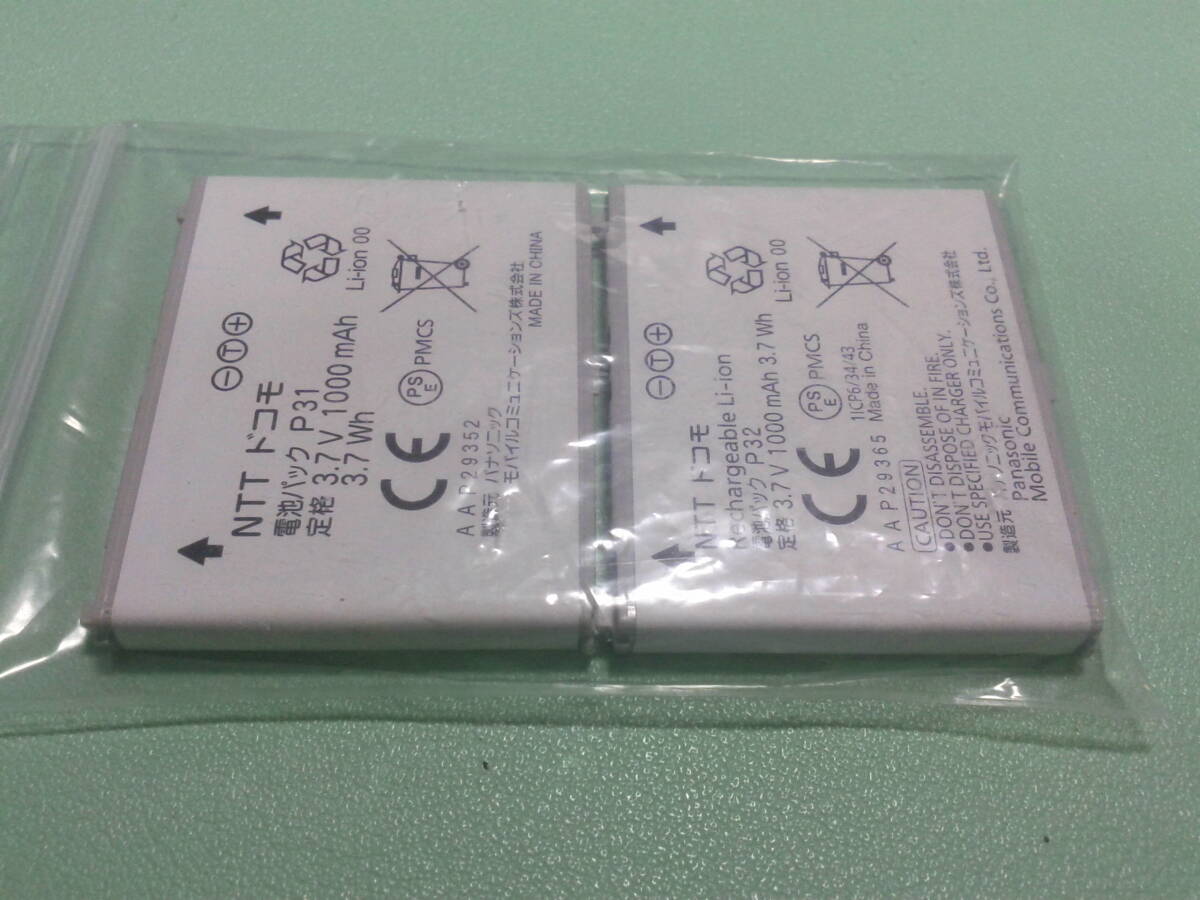 NTT ドコモ
電池パック P31
定格 3.7 V 1000 mAh
3.7 Wh
Li-ion 00
PS E PMCS
CE
AAP29352
製造元 パナソニック
モバイルコミュニケーションズ株式会社
MADE IN CHINA
NTT ドコモ
Rechargeable Li-ion
電池パック P32
定格 3.7 V 1000 mAh 3.7 Wh
Li-ion 00
PS E PMCS
CE
1ICP6/34/43
AAP29365 Made in China
CAUTION
●DON'T DISASSEMBLE.
●DON'T DISPOSE OF IN FIRE.
●USE SPECIFIED CHARGER ONLY.
製造元 パナソニックモバイルコミュニケーションズ株式会社
Panasonic
Mobile Communications Co., Ltd.